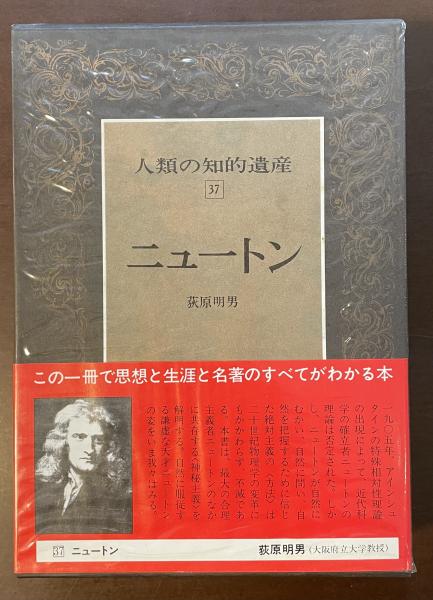 人類の知的遺産
37
ニュートン
荻原明男
この一冊で思想と生涯と名著のすべてがわかる本
一九〇五年、アインシュ
タインの特殊相対性理論
の出現によって、近代科
学の確立者ニュートンの
理論は否定された。しか
し、ニュートンが自然に
むかい、自然に問い、自
然を把握するために信じ
た絶対主義の〈方法〉は
二十世紀物理学の変革に
もかかわらず、不滅であ
る。本書は、最大の合理
主義者ニュートンのなか
に共存する〈神秘主義〉を
解明する。自然に服従す
る謙虚な天才ニュートン
の姿をいま我々はみる。
37 ニュートン
荻原明男(大阪府立大学教授)